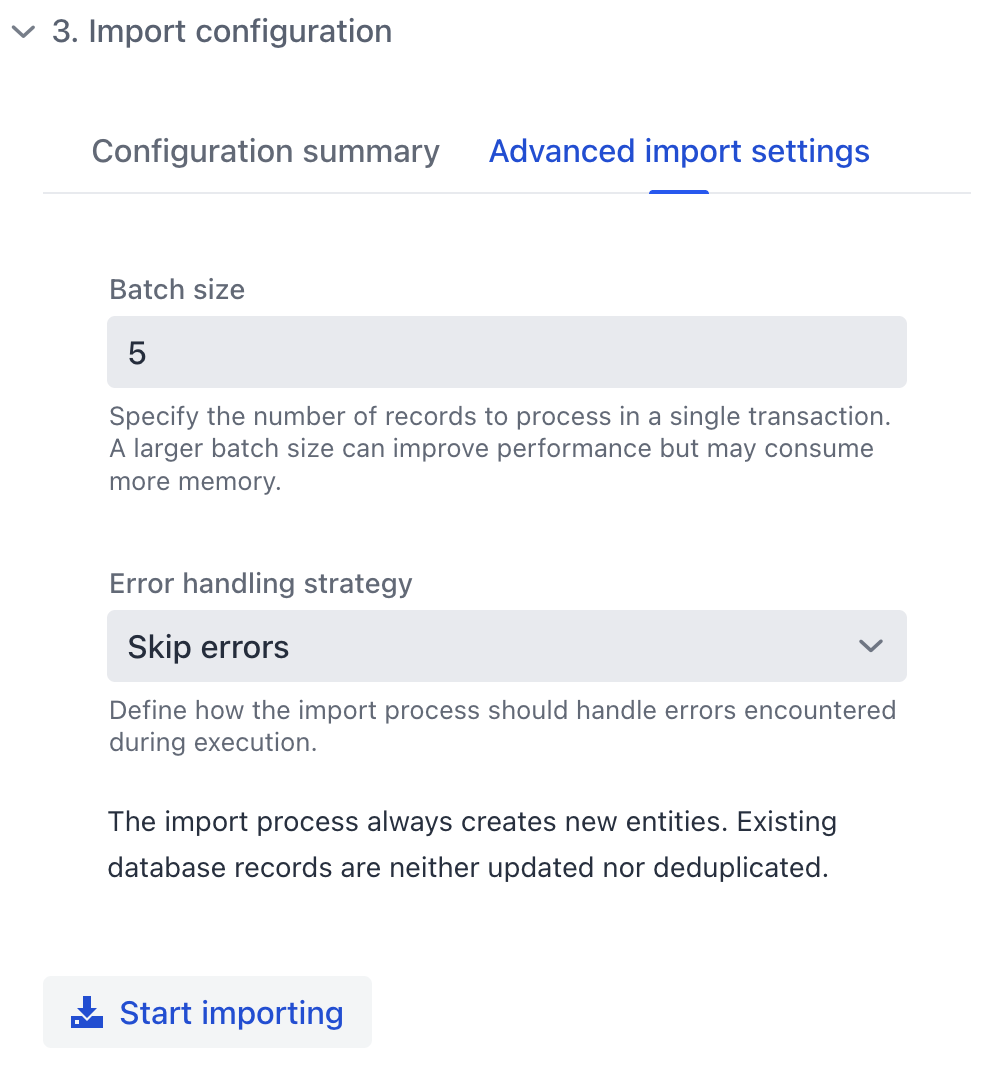 3. Import configuration
Configuration summary
Advanced import settings
Batch size
5
Specify the number of records to process in a single transaction.
A larger batch size can improve performance but may consume
more memory.
Error handling strategy
Skip errors
Define how the import process should handle errors encountered
during execution.
The import process always creates new entities. Existing
database records are neither updated nor deduplicated.
Start importing